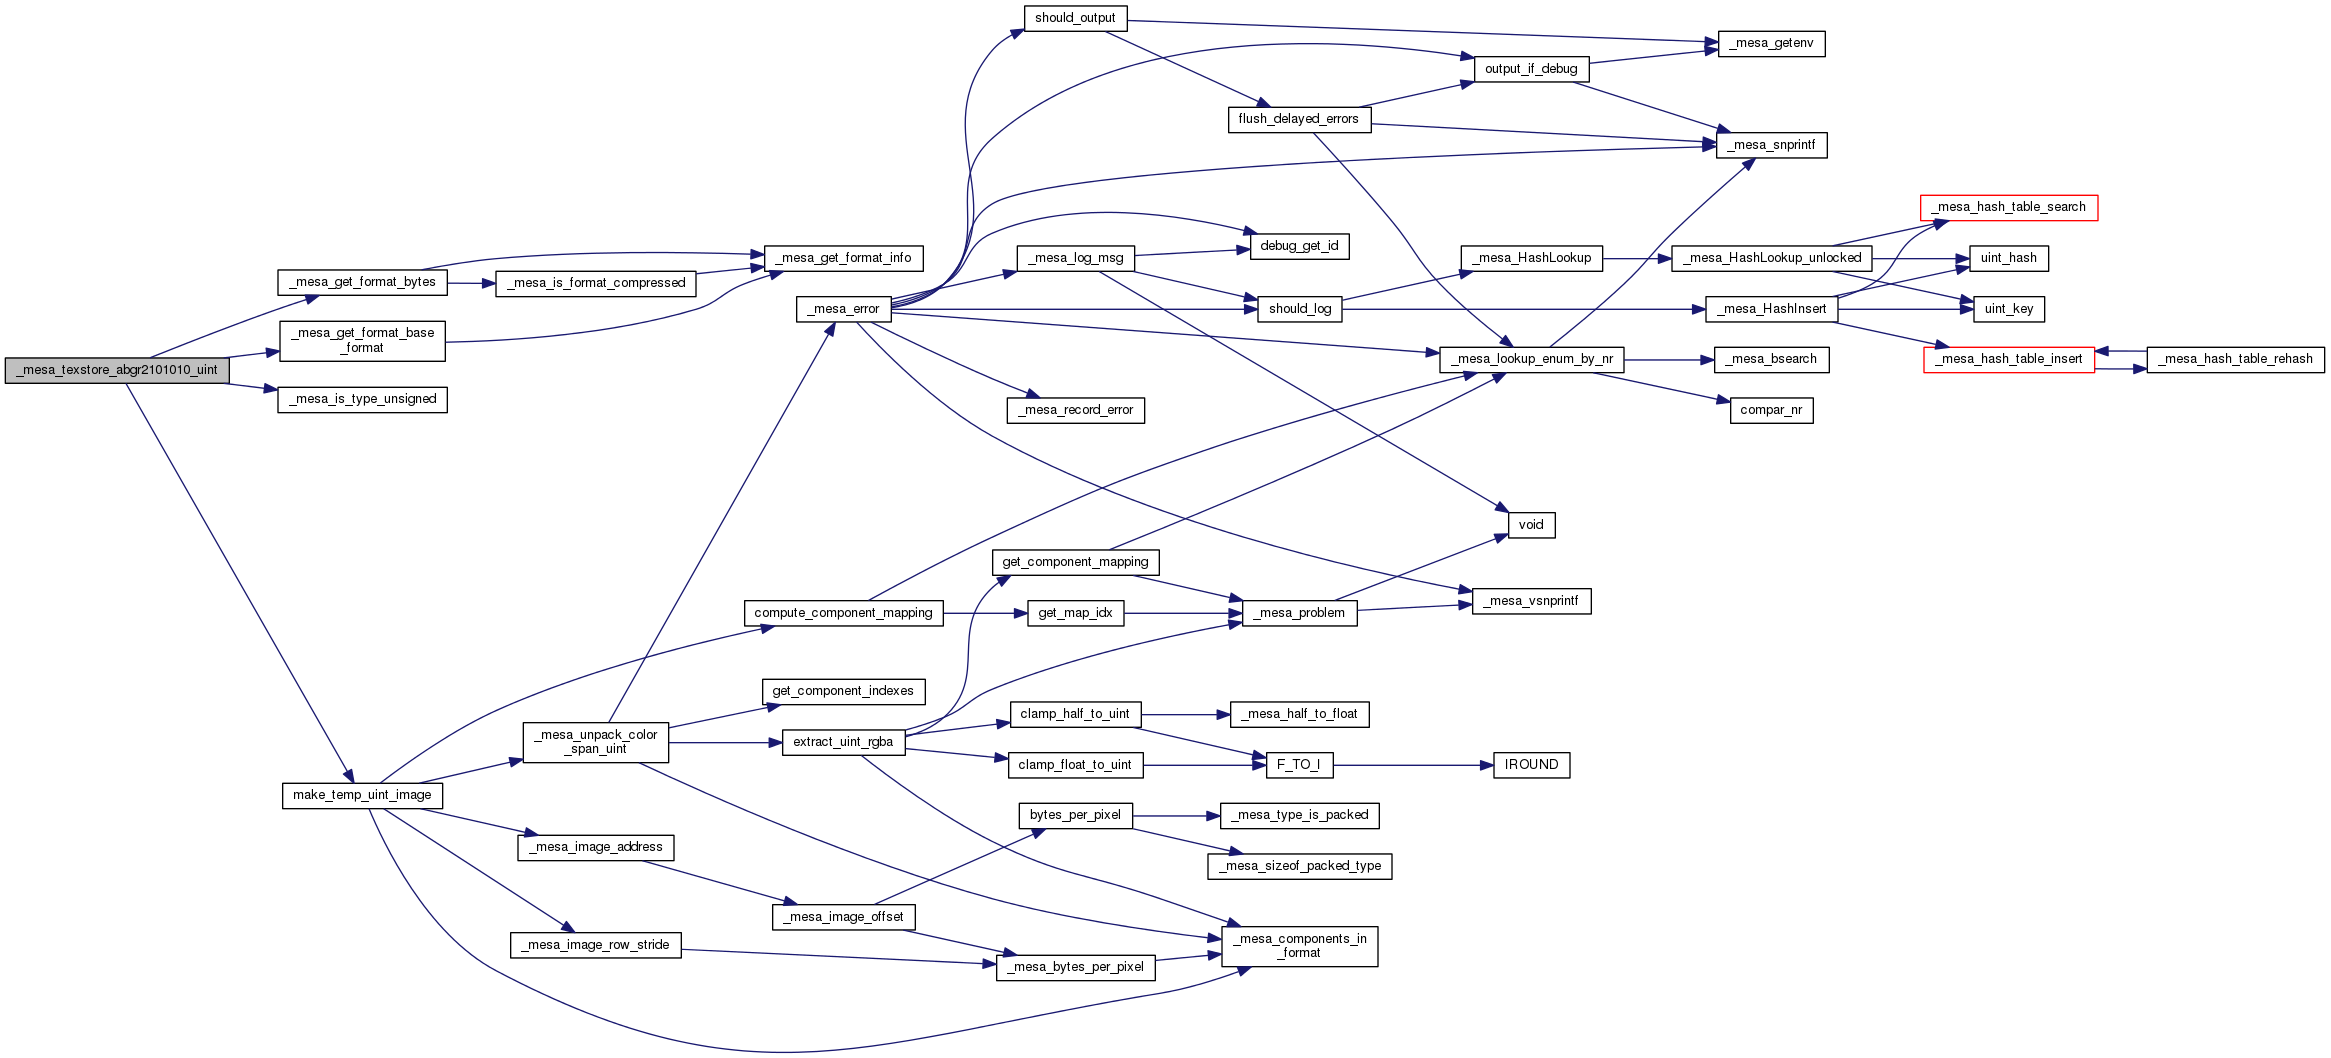 should_output
_mesa_getenv
output_if_debug
flush_delayed_errors
_mesa_snprintf
_mesa_hash_table_search
debug_get_id
_mesa_get_format_info
_mesa_log_msg
_mesa_HashLookup
_mesa_HashLookup_unlocked
uint_hash
_mesa_get_format_bytes
_mesa_is_format_compressed
_mesa_error
should_log
_mesa_HashInsert
uint_key
_mesa_get_format_base
_format
_mesa_lookup_enum_by_nr
_mesa_bsearch
_mesa_hash_table_insert
_mesa_hash_table_rehash
_mesa_texstore_abgr2101010_uint
_mesa_is_type_unsigned
_mesa_record_error
compar_nr
void
get_component_mapping
_mesa_vsnprintf
compute_component_mapping
get_map_idx
_mesa_problem
get_component_indexes
clamp_half_to_uint
_mesa_half_to_float
_mesa_unpack_color
_span_uint
extract_uint_rgba
clamp_float_to_uint
F_TO_I
IROUND
make_temp_uint_image
bytes_per_pixel
_mesa_type_is_packed
_mesa_image_address
_mesa_sizeof_packed_type
_mesa_image_offset
_mesa_image_row_stride
_mesa_components_in
_format
_mesa_bytes_per_pixel